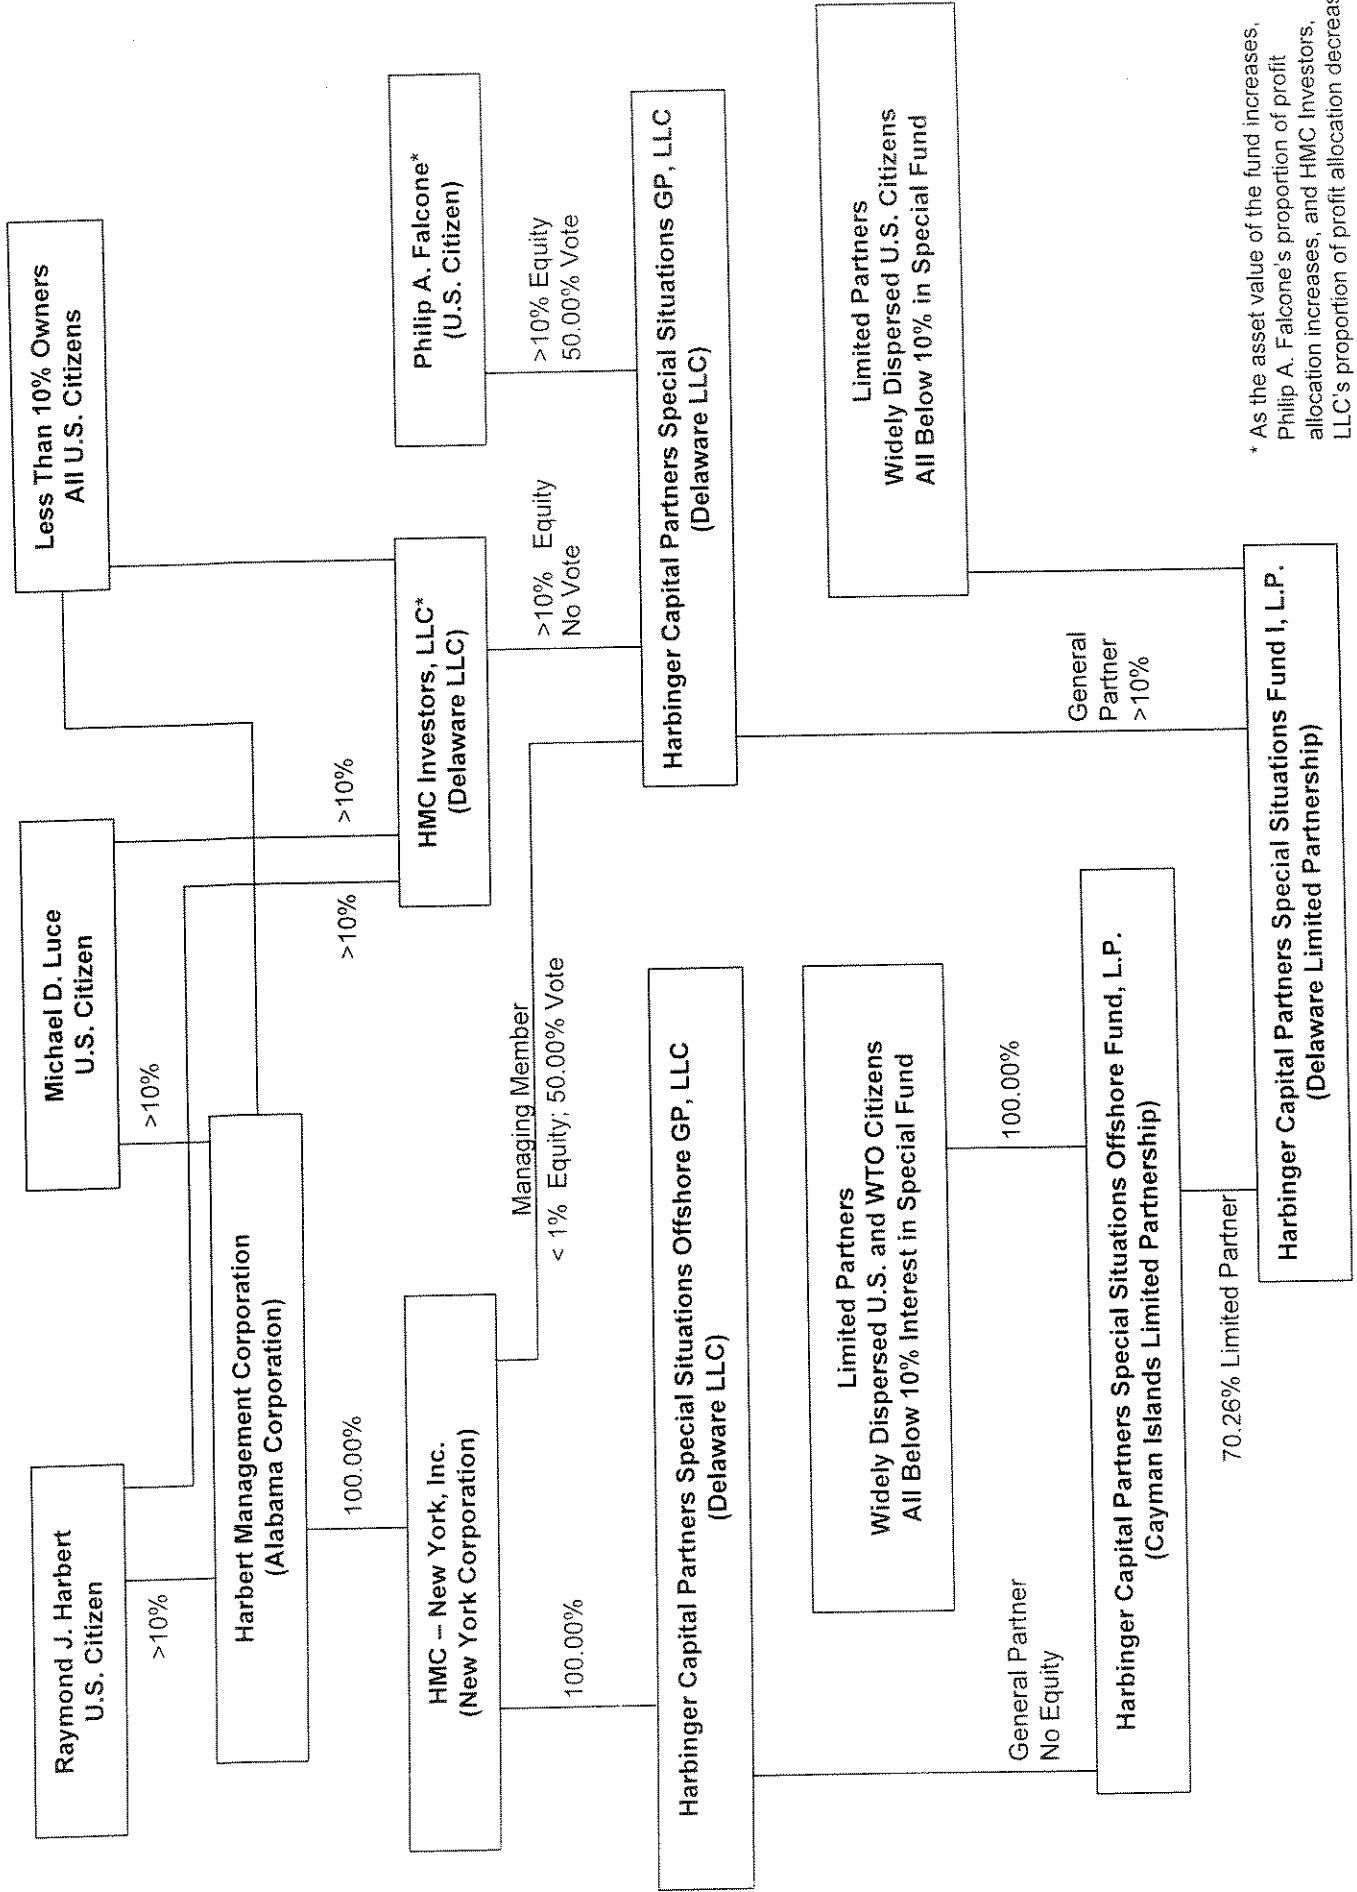 Raymond J. Harbert
U.S. Citizen
Michael D. Luce
U.S. Citizen
Less Than 10% Owners
All U.S. Citizens
>10%
>10%
Harbert Management Corporation
(Alabama Corporation)
>10%
>10%
100.00%
HMC – New York, Inc.
(New York Corporation)
HMC Investors, LLC*
(Delaware LLC)
Philip A. Falcone*
(U.S. Citizen)
Managing Member
< 1% Equity; 50.00% Vote
>10% Equity
No Vote
>10% Equity
50.00% Vote
100.00%
Harbinger Capital Partners Special Situations Offshore GP, LLC
(Delaware LLC)
Harbinger Capital Partners Special Situations GP, LLC
(Delaware LLC)
Limited Partners
Widely Dispersed U.S. and WTO Citizens
All Below 10% Interest in Special Fund
Limited Partners
Widely Dispersed U.S. Citizens
All Below 10% in Special Fund
General Partner
No Equity
100.00%
General
Partner
>10%
Harbinger Capital Partners Special Situations Offshore Fund, L.P.
(Cayman Islands Limited Partnership)
70.26% Limited Partner
Harbinger Capital Partners Special Situations Fund I, L.P.
(Delaware Limited Partnership)
* As the asset value of the fund increases,
Philip A. Falcone's proportion of profit
allocation increases, and HMC Investors,
LLC's proportion of profit allocation decreas